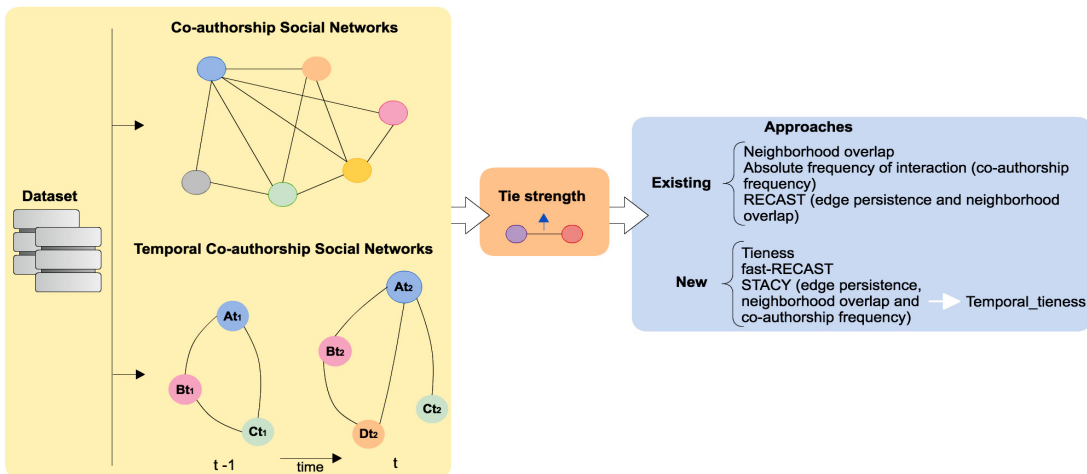 Co-authorship Social Networks
Dataset
Temporal Co-authorship Social Networks
At1
Bt1
Ct1
t -1
time
At2
Bt2
Ct2
Dt2
t
Tie strength
Approaches
Existing
Neighborhood overlap
Absolute frequency of interaction (co-authorship
frequency)
RECAST (edge persistence and neighborhood
overlap)
New
Tieness
fast-RECAST
STACY (edge persistence,
neighborhood overlap and
co-authorship frequency)
Temporal_tieness